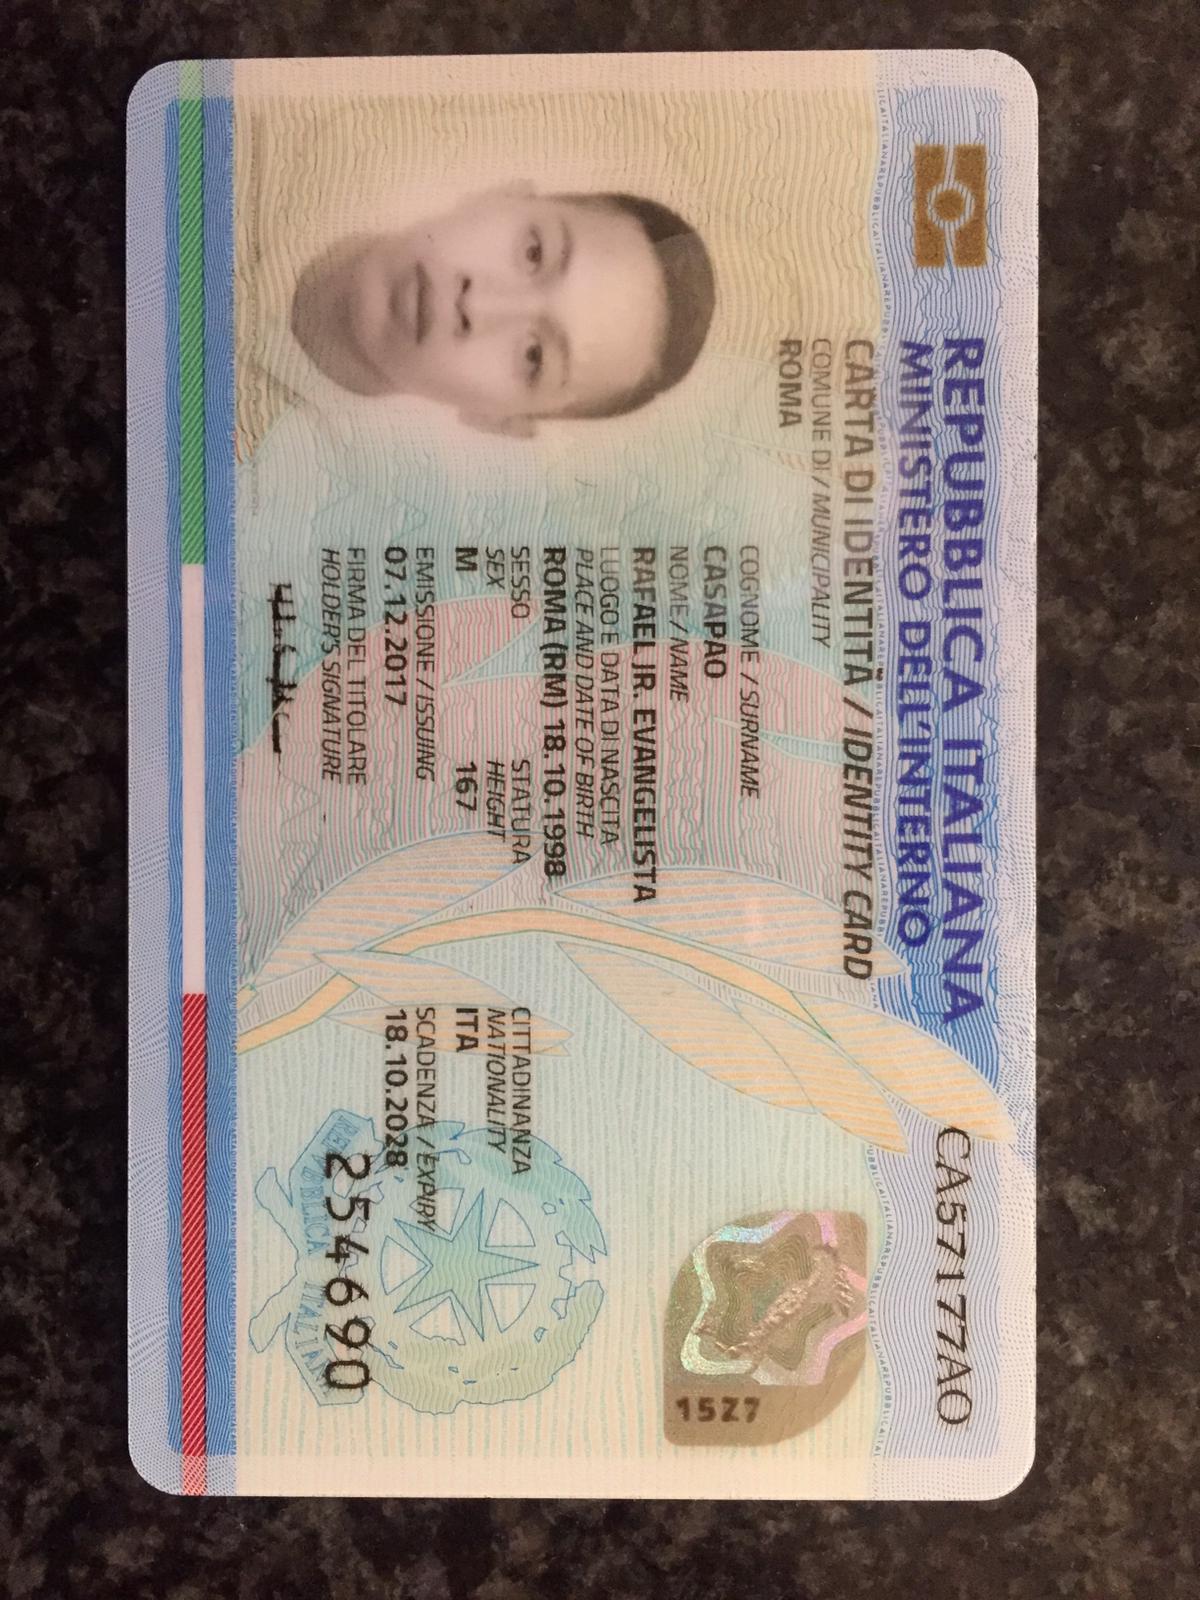 REPUBBLICA ITALIANA
MINISTERO DELL'INTERNO
CA57177AO
CARTA DI IDENTITÀ / IDENTITY CARD
COMUNE DI / MUNICIPALITY
ROMA
COGNOME / SURNAME
CASAPAO
NOME / NAME
RAFAEL JR. EVANGELISTA
LUOGO E DATA DI NASCITA
PLACE AND DATE OF BIRTH
ROMA (RM) 18.10.1998
SESSO STATURA CITTADINANZA
SEX HEIGHT NATIONALITY
M 167 ITA
EMISSIONE / ISSUING SCADENZA / EXPIRY
07.12.2017 18.10.2028
FIRMA DEL TITOLARE
HOLDER'S SIGNATURE
254690
REPUBBLICA ITALIANA
15Z7